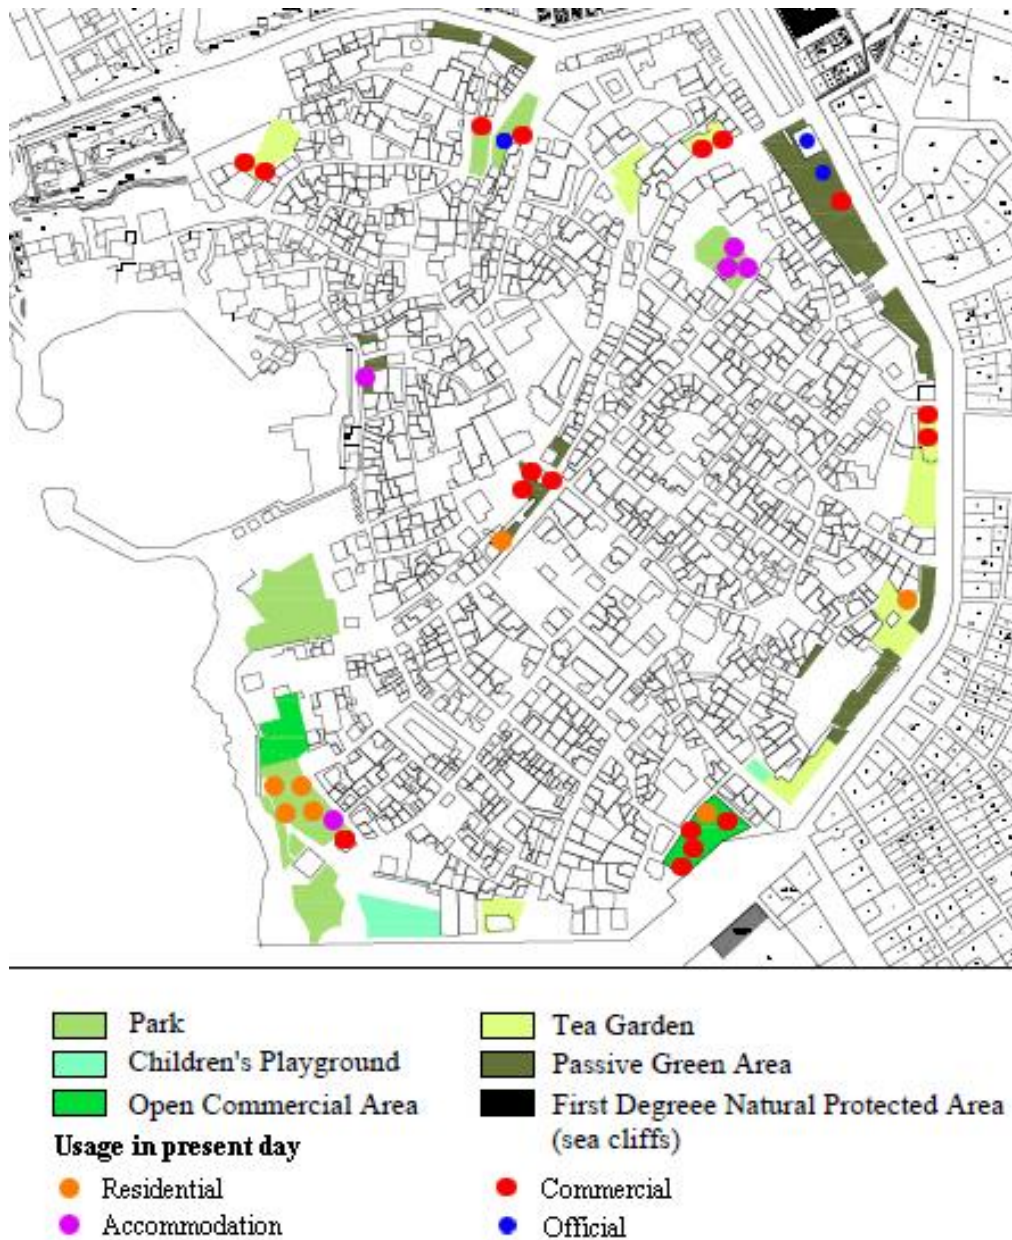 Park
Children's Playground
Open Commercial Area
Tea Garden
Passive Green Area
First Degreee Natural Protected Area
(sea cliffs)
Usage in present day
Residential
Accommodation
Commercial
Official